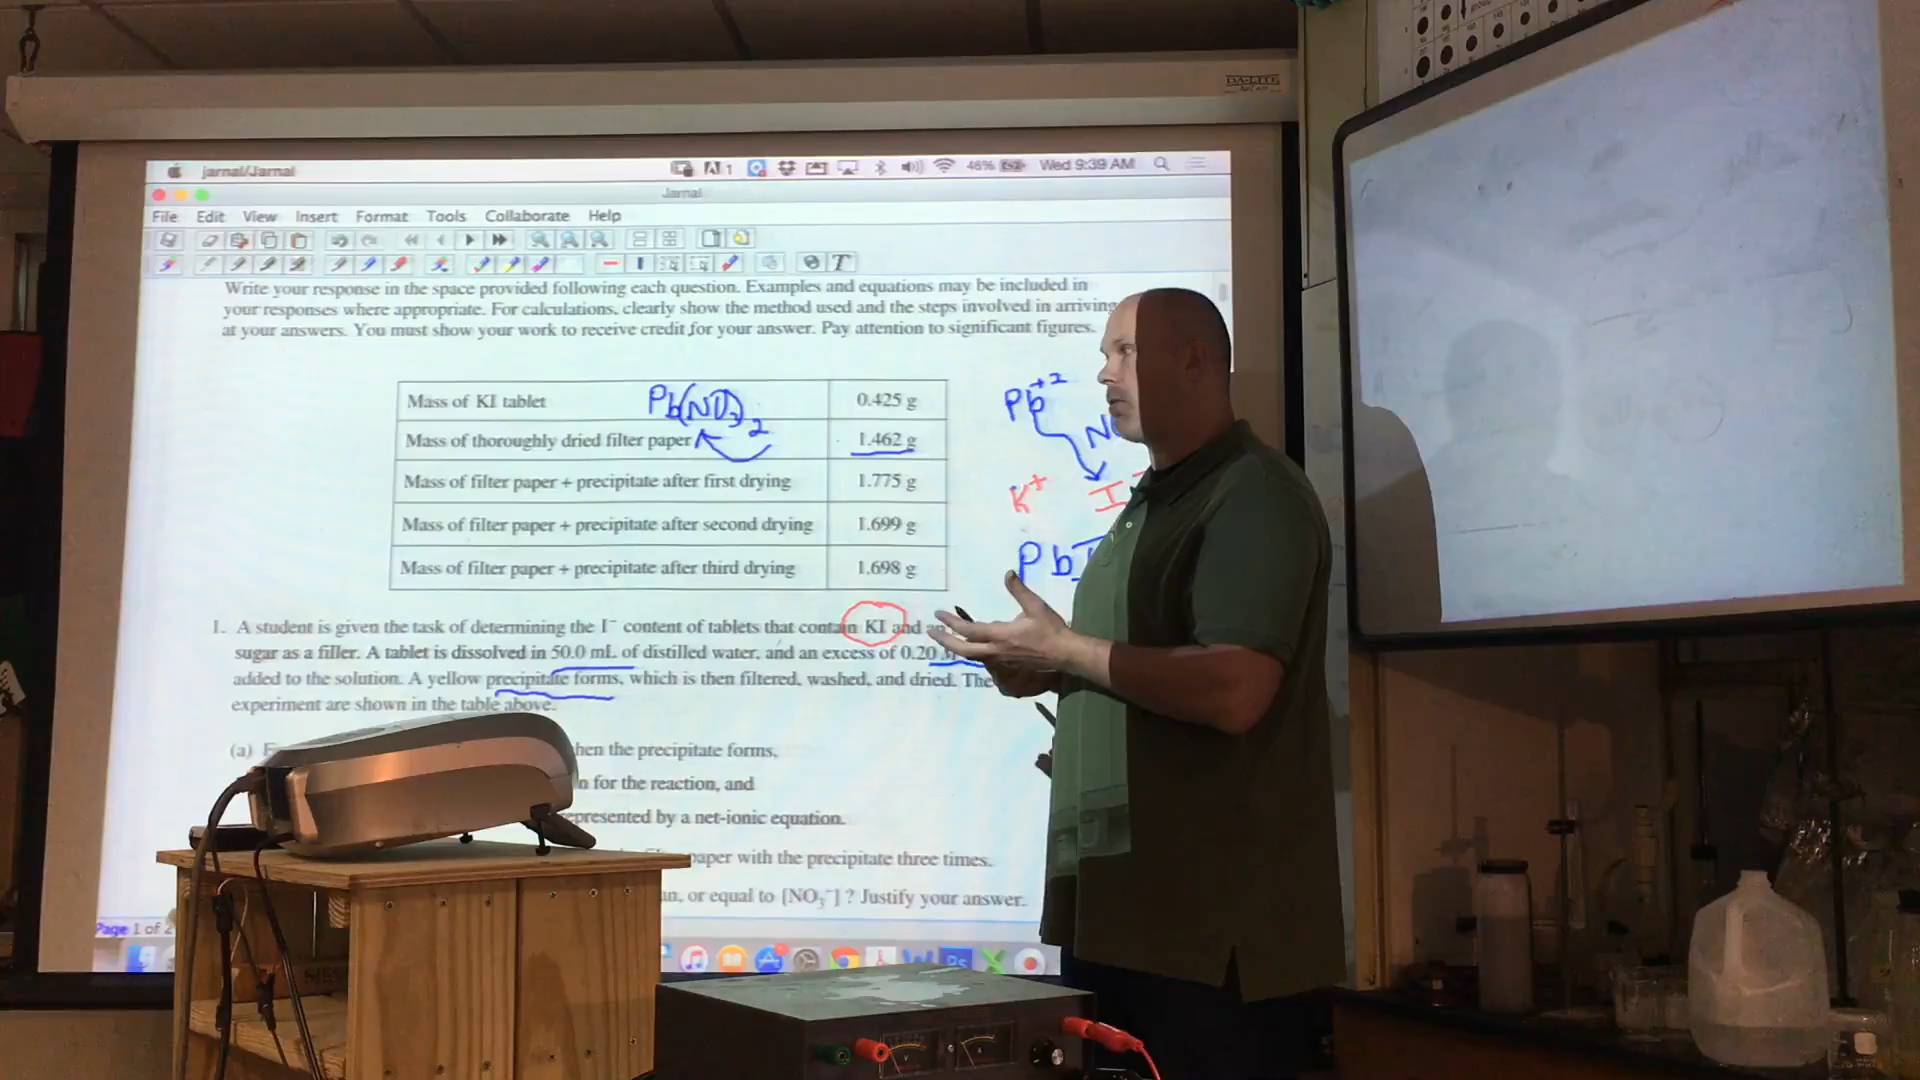 DA-LITE
jarnal/Jarnal
1
46%
Wed 9:39 AM
Jarnal
File Edit View Insert Format Tools Collaborate Help
T
Write your response in the space provided following each question. Examples and equations may be included in
your responses where appropriate. For calculations, clearly show the method used and the steps involved in arriving
at your answers. You must show your work to receive credit for your answer. Pay attention to significant figures.
Mass of KI tablet Pb(NO3)2 0.425 g
Mass of thoroughly dried filter paper 1.462 g
Mass of filter paper + precipitate after first drying 1.775 g
Mass of filter paper + precipitate after second drying 1.699 g
Mass of filter paper + precipitate after third drying 1.698 g
Pb+2
K+ I
Pb
1. A student is given the task of determining the I⁻ content of tablets that contain KI and an
sugar as a filler. A tablet is dissolved in 50.0 mL of distilled water, and an excess of 0.20
added to the solution. A yellow precipitate forms, which is then filtered, washed, and dried. The
experiment are shown in the table above.
(a) hen the precipitate forms,
n for the reaction, and
epresented by a net-ionic equation.
paper with the precipitate three times.
an, or equal to [NO₃⁻] ? Justify your answer.
Page 1 of 2